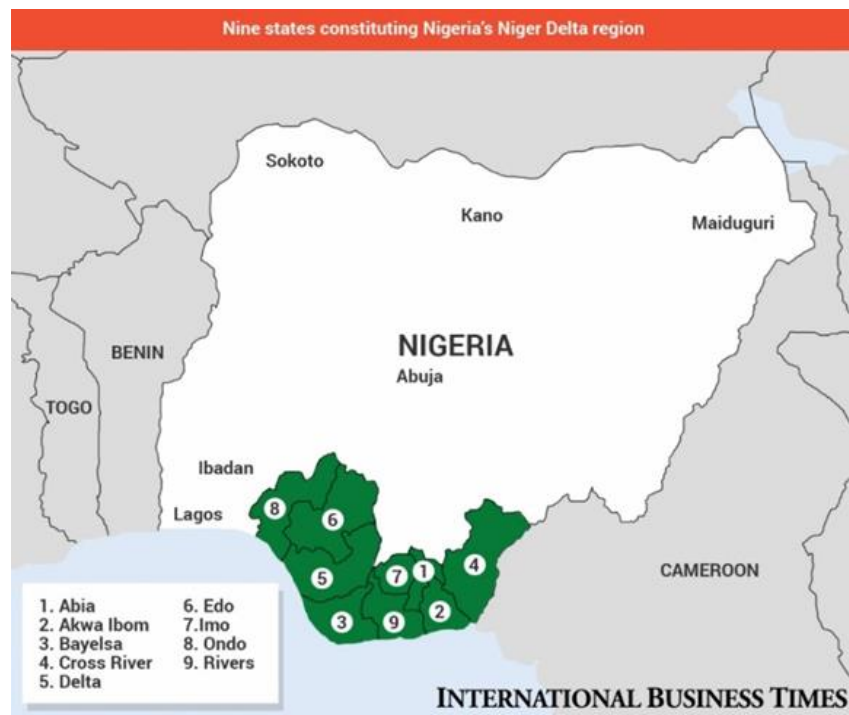 Nine states constituting Nigeria's Niger Delta region
Sokoto
Kano
Maiduguri
NIGERIA
Abuja
BENIN
TOGO
Ibadan
Lagos
8
6
5
7
1
4
3
9
2
CAMEROON
1. Abia
2. Akwa Ibom
3. Bayelsa
4. Cross River
5. Delta
6. Edo
7.Imo
8. Ondo
9. Rivers
INTERNATIONAL BUSINESS TIMES